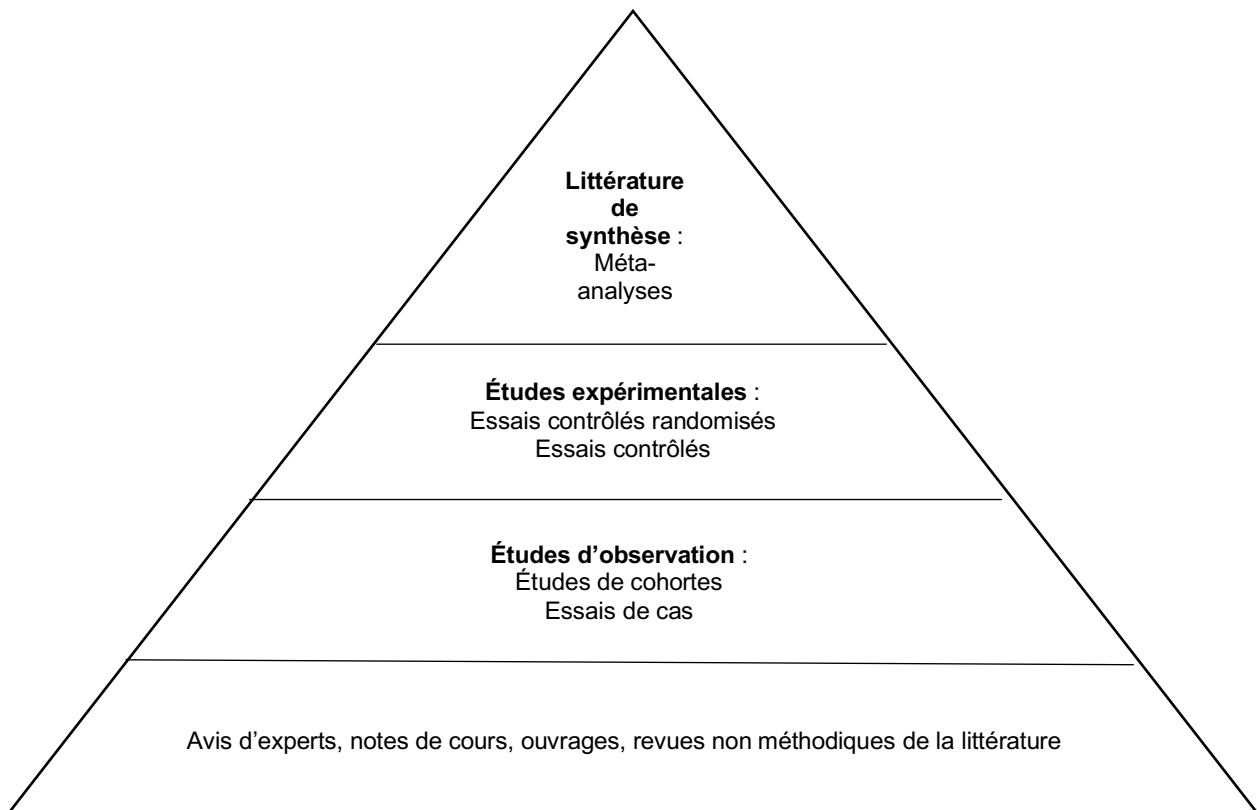 Littérature
de
synthèse :
Méta-
analyses
Études expérimentales :
Essais contrôlés randomisés
Essais contrôlés
Études d’observation :
Études de cohortes
Essais de cas
Avis d’experts, notes de cours, ouvrages, revues non méthodiques de la littérature